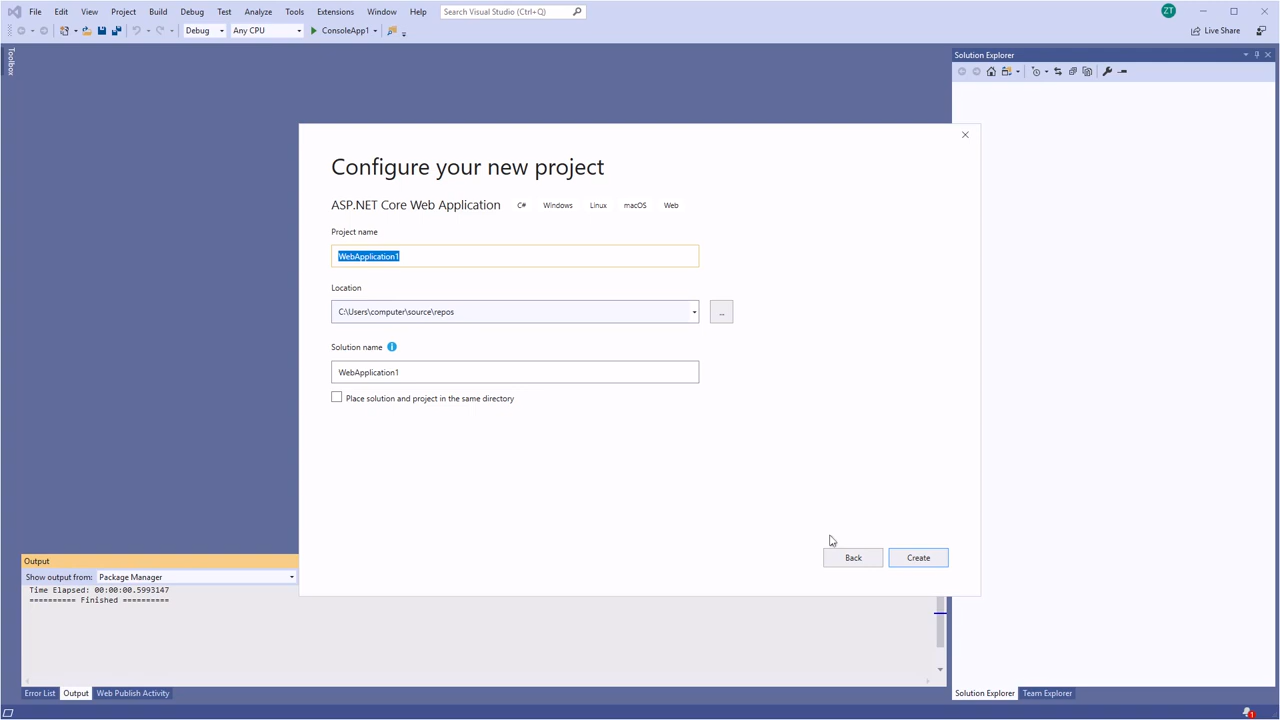 File Edit View Project Build Debug Test Analyze Tools Extensions Window Help Search Visual Studio (Ctrl+Q) ZT
Debug Any CPU ConsoleApp1 Live Share
Toolbox
Solution Explorer
Configure your new project
ASP.NET Core Web Application C# Windows Linux macOS Web
Project name
WebApplication1
Location
C:\Users\computer\source\repos
...
Solution name
WebApplication1
Place solution and project in the same directory
Back Create
Output
Show output from: Package Manager
Time Elapsed: 00:00:00.5993147
========== Finished ==========
Error List Output Web Publish Activity Solution Explorer Team Explorer
1